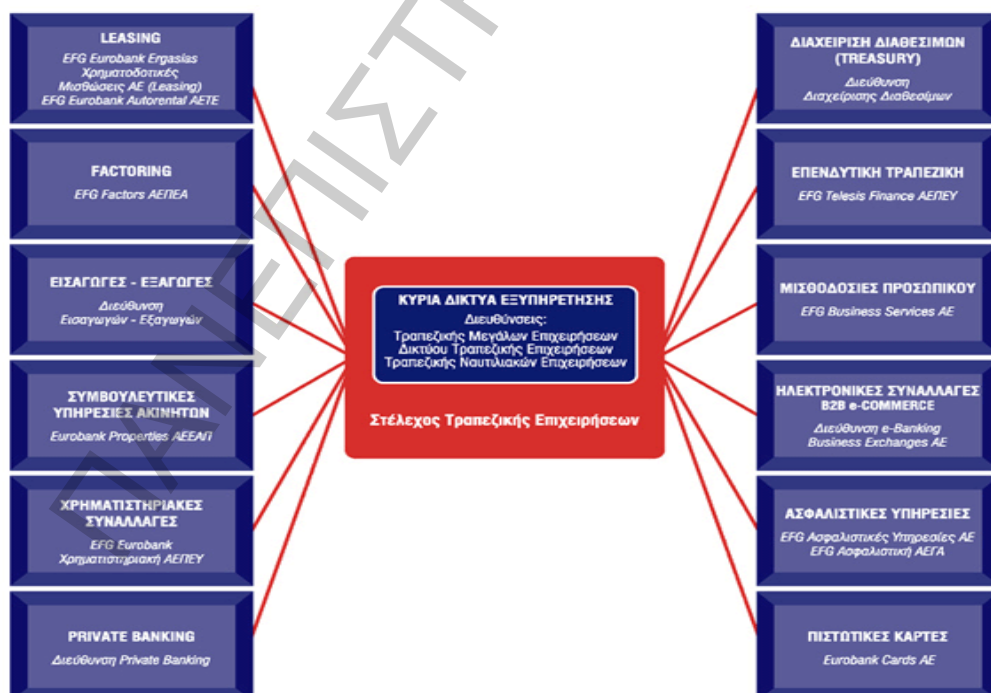 LEASING
EFG Eurobank Ergasias
Χρηματοδοτικές
Μισθώσεις ΑΕ (Leasing)
EFG Eurobank Autorental ΑΕΤΕ
FACTORING
EFG Factors ΑΕΠΕΑ
ΕΙΣΑΓΩΓΕΣ - ΕΞΑΓΩΓΕΣ
Διεύθυνση
Εισαγωγών - Εξαγωγών
ΣΥΜΒΟΥΛΕΥΤΙΚΕΣ
ΥΠΗΡΕΣΙΕΣ ΑΚΙΝΗΤΩΝ
Eurobank Properties ΑΕΕΑΠ
ΧΡΗΜΑΤΙΣΤΗΡΙΑΚΕΣ
ΣΥΝΑΛΛΑΓΕΣ
EFG Eurobank
Χρηματιστηριακή ΑΕΠΕΥ
PRIVATE BANKING
Διεύθυνση Private Banking
ΚΥΡΙΑ ΔΙΚΤΥΑ ΕΞΥΠΗΡΕΤΗΣΗΣ
Διευθύνσεις:
Τραπεζικής Μεγάλων Επιχειρήσεων
Δικτύου Τραπεζικής Επιχειρήσεων
Τραπεζικής Ναυτιλιακών Επιχειρήσεων
Στέλεχος Τραπεζικής Επιχειρήσεων
ΔΙΑΧΕΙΡΙΣΗ ΔΙΑΘΕΣΙΜΩΝ
(TREASURY)
Διεύθυνση
Διαχείρισης Διαθεσίμων
ΕΠΕΝΔΥΤΙΚΗ ΤΡΑΠΕΖΙΚΗ
EFG Telesis Finance ΑΕΠΕΥ
ΜΙΣΘΟΔΟΣΙΕΣ ΠΡΟΣΩΠΙΚΟΥ
EFG Business Services ΑΕ
ΗΛΕΚΤΡΟΝΙΚΕΣ ΣΥΝΑΛΛΑΓΕΣ
B2B e-COMMERCE
Διεύθυνση e-Banking
Business Exchanges ΑΕ
ΑΣΦΑΛΙΣΤΙΚΕΣ ΥΠΗΡΕΣΙΕΣ
EFG Ασφαλιστικές Υπηρεσίες ΑΕ
EFG Ασφαλιστική ΑΕΓΑ
ΠΙΣΤΩΤΙΚΕΣ ΚΑΡΤΕΣ
Eurobank Cards ΑΕ
ΠΑΝΕΠΙΣΤ